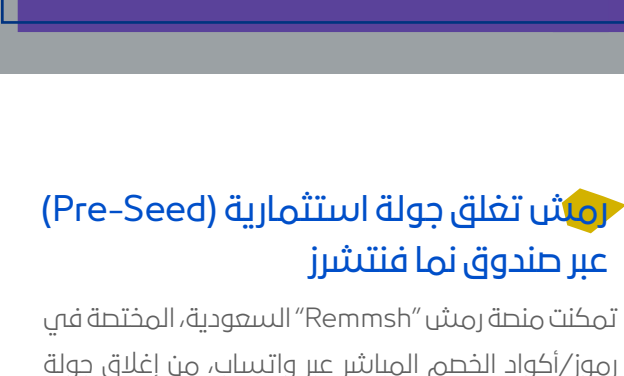 رمش تغلق جولة استثمارية (Pre-Seed)
عبر صندوق نما فنتشرز
تمكنت منصة رمش “Remmsh” السعودية، المختصة في
رموز/أكواد الخصم المباشر عبر واتساب، من إغلاق جولة